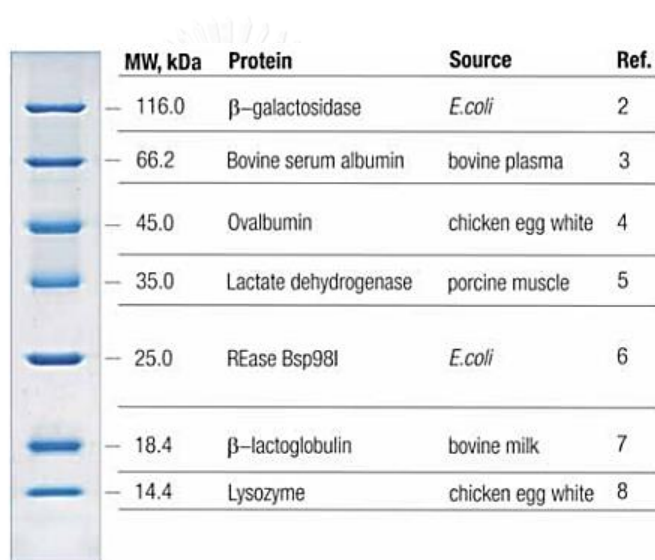 MW, kDa Protein Source Ref.
116.0 β–galactosidase E.coli 2
66.2 Bovine serum albumin bovine plasma 3
45.0 Ovalbumin chicken egg white 4
35.0 Lactate dehydrogenase porcine muscle 5
25.0 REase Bsp98I E.coli 6
18.4 β–lactoglobulin bovine milk 7
14.4 Lysozyme chicken egg white 8